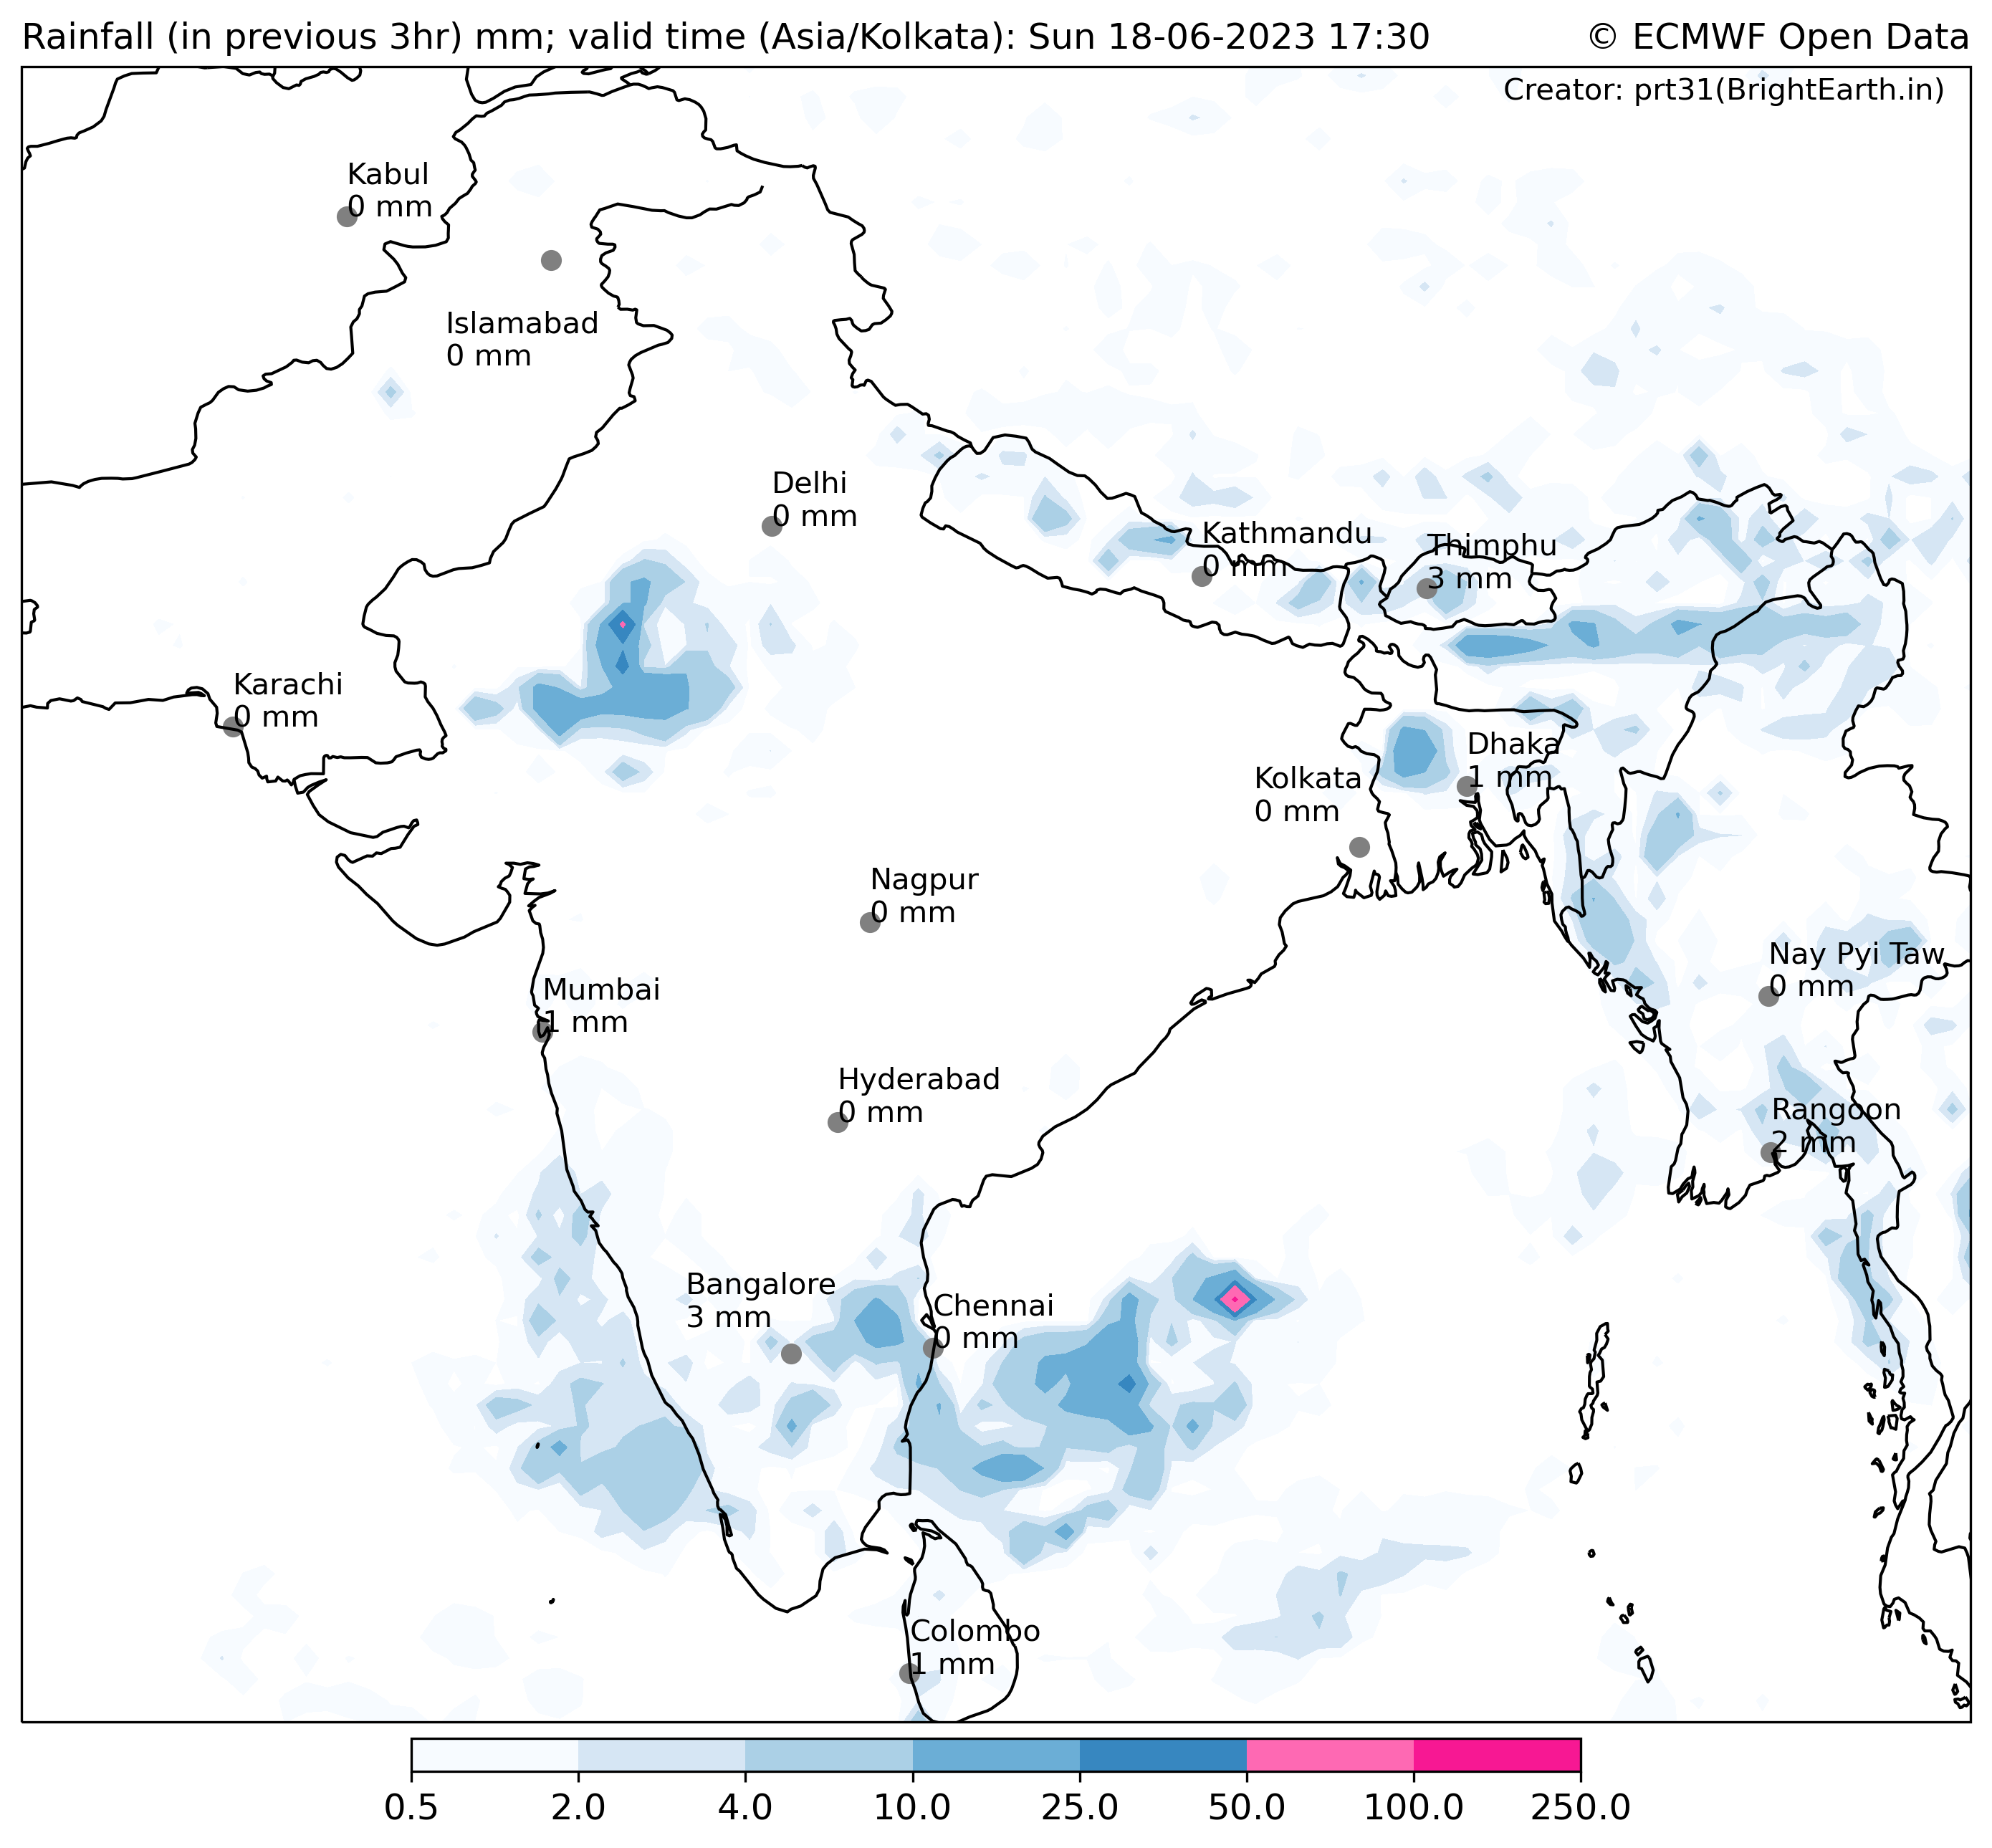 Rainfall (in previous 3hr) mm; valid time (Asia/Kolkata): Sun 18-06-2023 17:30
© ECMWF Open Data
Creator: prt31(BrightEarth.in)
Kabul
0 mm
Islamabad
0 mm
Delhi
0 mm
Kathmandu
0 mm
Thimphu
3 mm
Karachi
0 mm
Dhaka
1 mm
Kolkata
0 mm
Nagpur
0 mm
Nay Pyi Taw
0 mm
Mumbai
1 mm
Hyderabad
0 mm
Rangoon
2 mm
Bangalore
3 mm
Chennai
0 mm
Colombo
1 mm
0.5 2.0 4.0 10.0 25.0 50.0 100.0 250.0